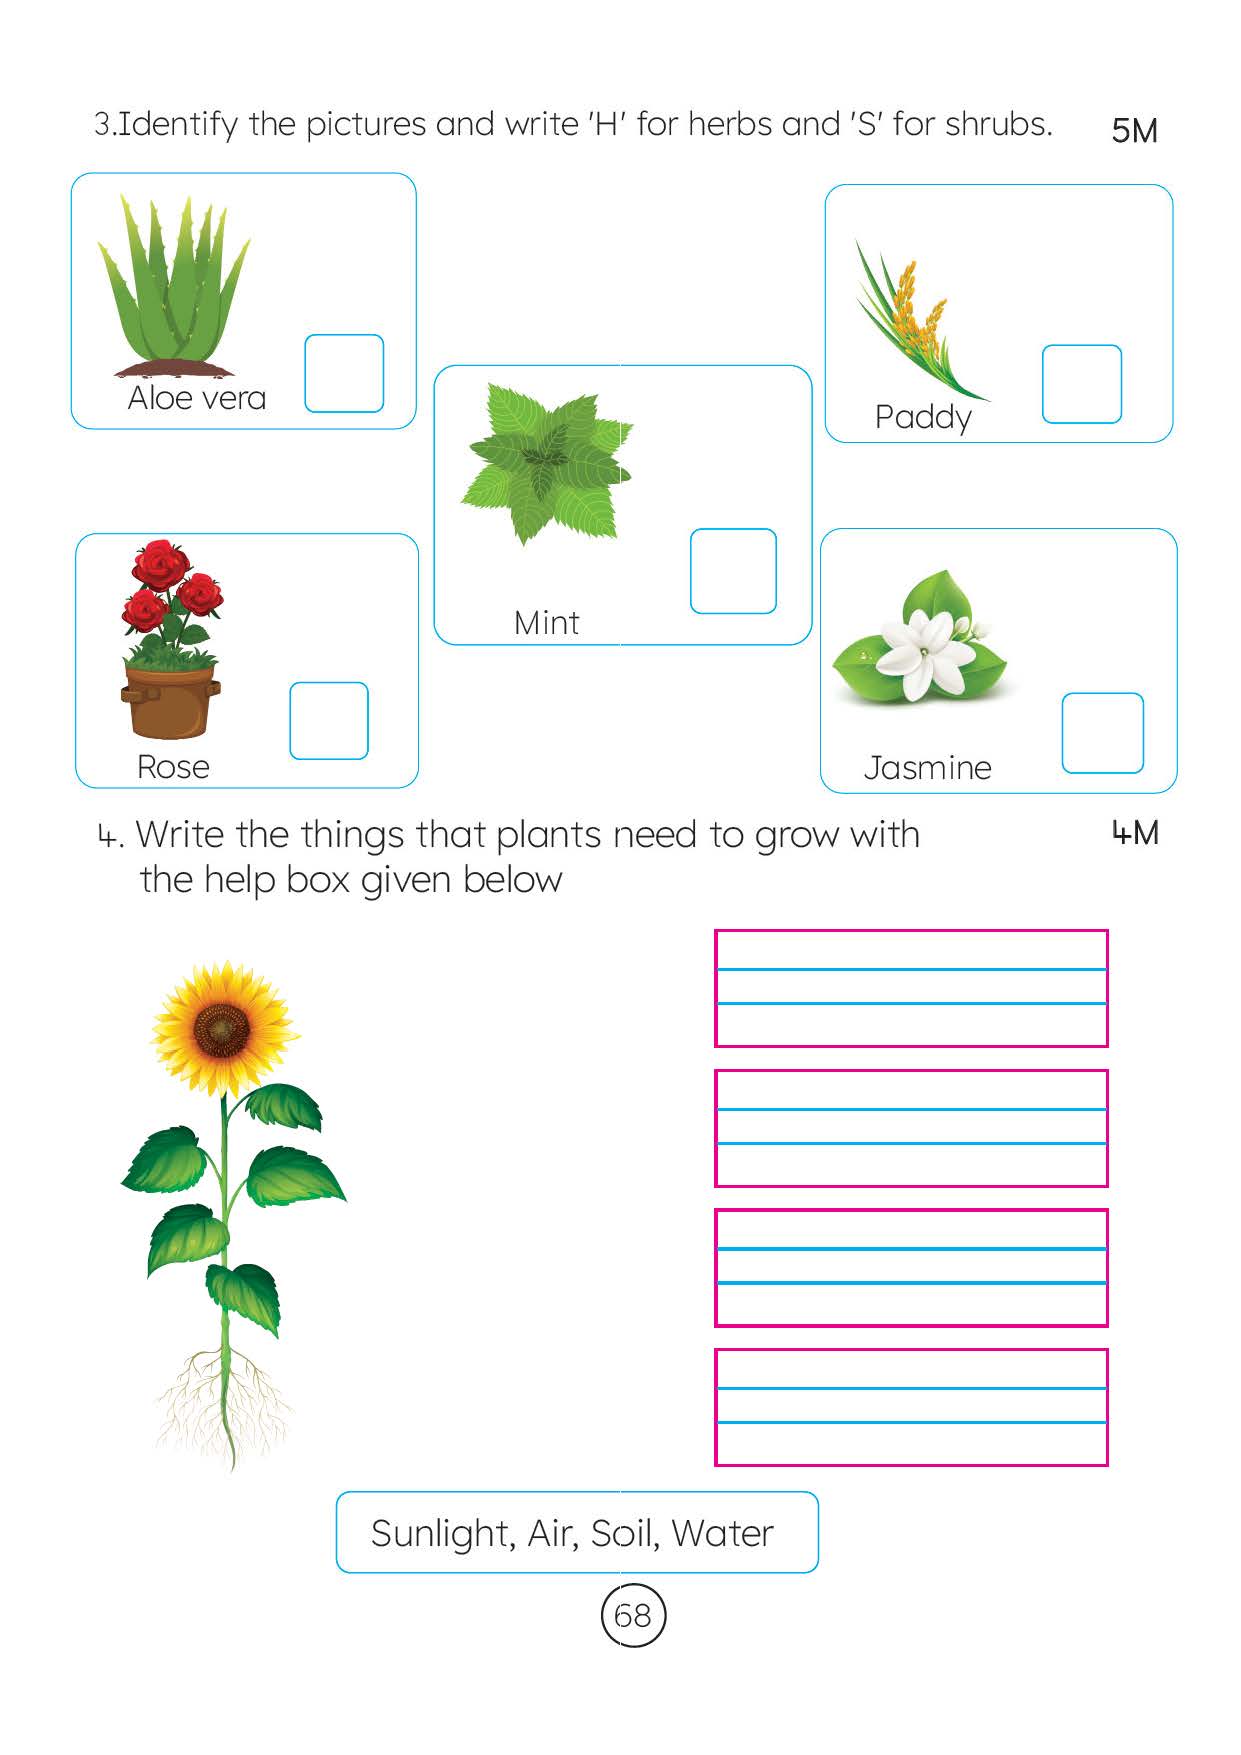 3.Identify the pictures and write 'H' for herbs and 'S' for shrubs. 5M
Aloe vera
Paddy
Mint
Rose
Jasmine
4. Write the things that plants need to grow with 4M
the help box given below
Sunlight, Air, Soil, Water
68